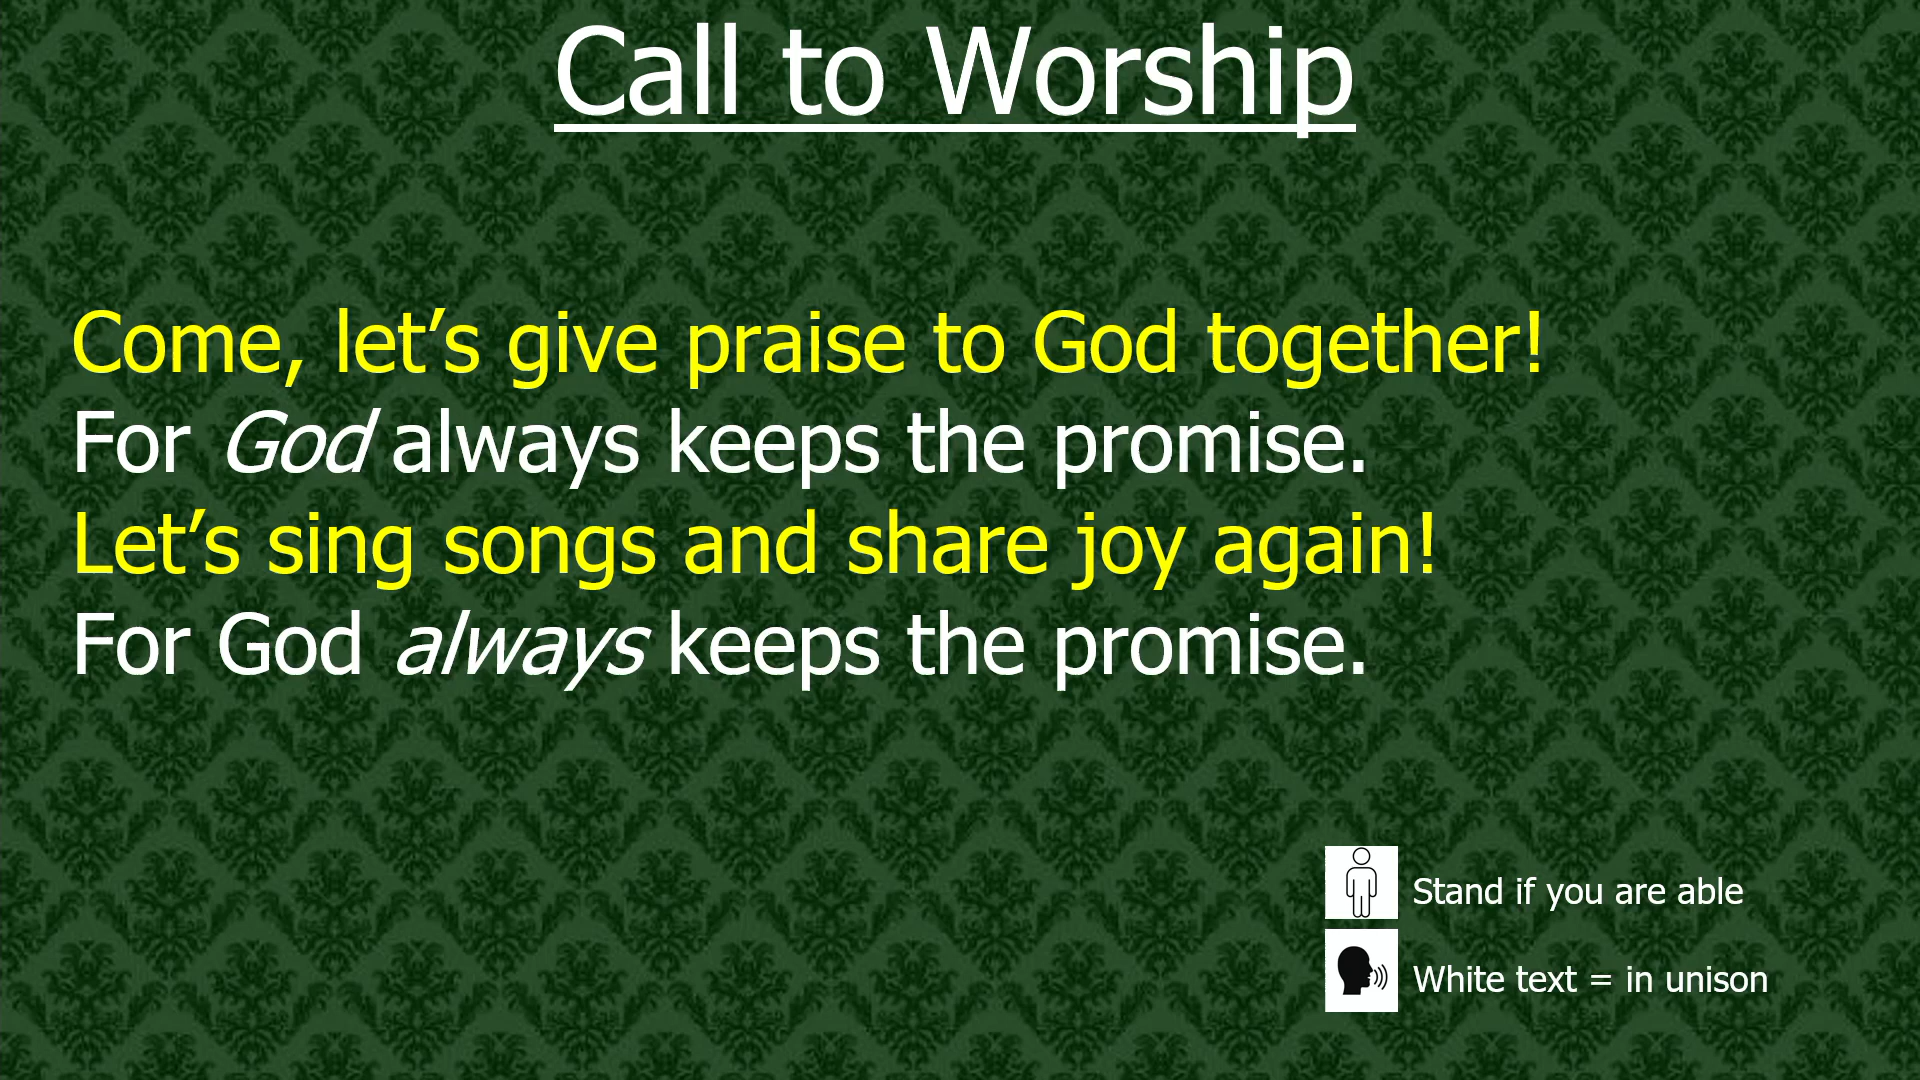 Call to Worship
Come, let’s give praise to God together!
For God always keeps the promise.
Let’s sing songs and share joy again!
For God always keeps the promise.
Stand if you are able
White text = in unison